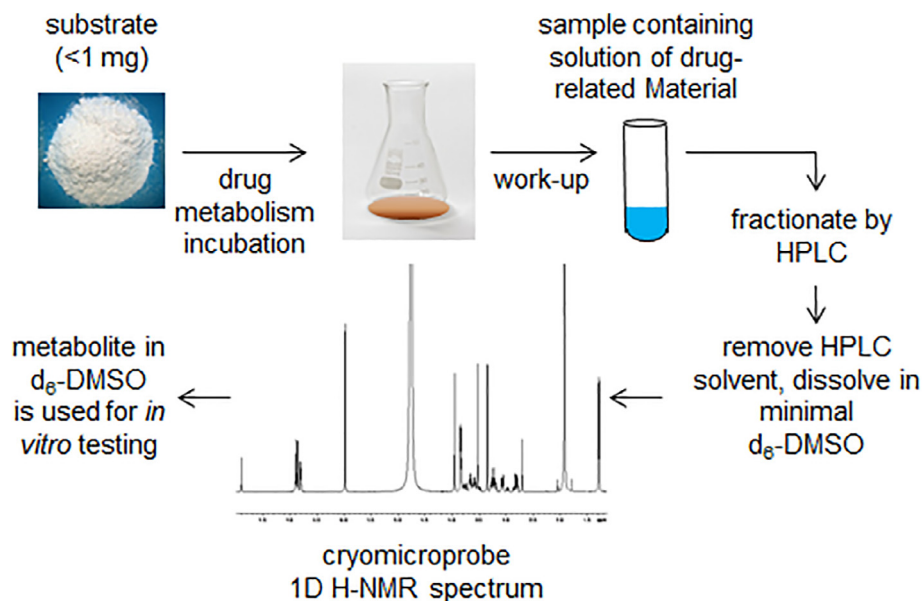 substrate
(<1 mg)
drug
metabolism
incubation
work-up
sample containing
solution of drug-
related Material
fractionate by
HPLC
remove HPLC
solvent, dissolve in
minimal
d₆-DMSO
cryomicroprobe
1D H-NMR spectrum
metabolite in
d₆-DMSO
is used for in
vitro testing